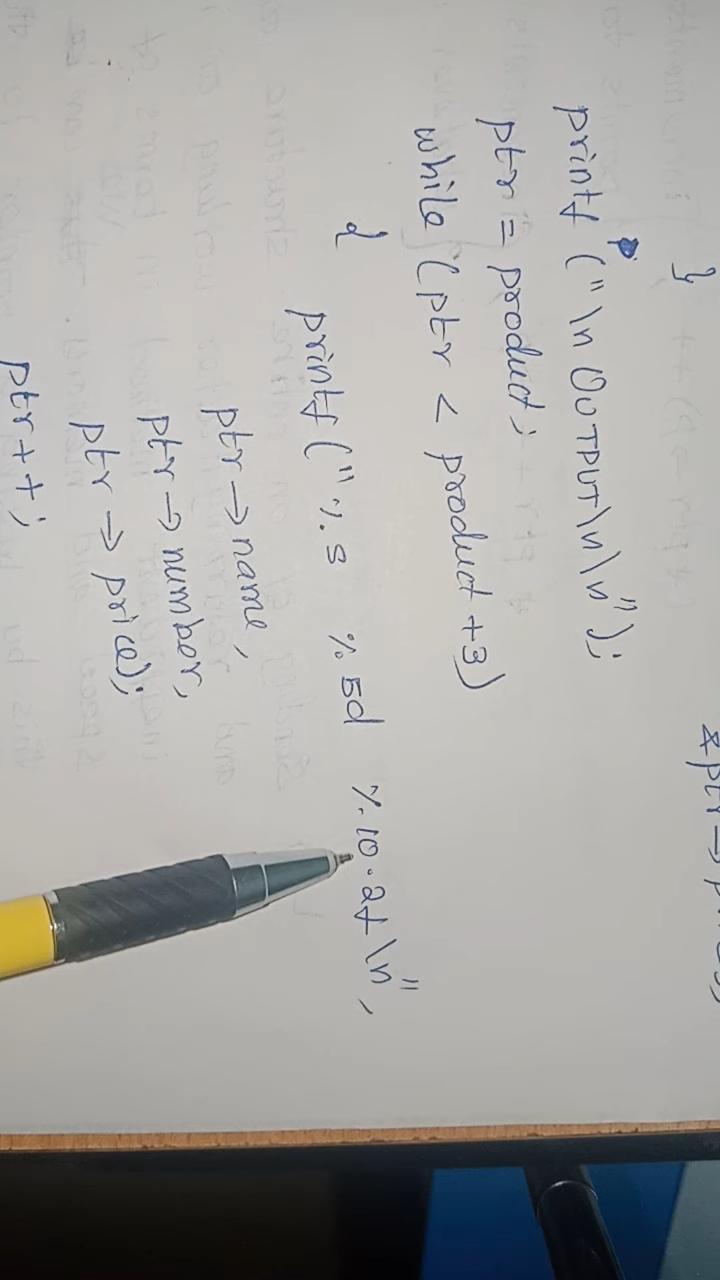 }
printf ("\n OUTPUT\n\n");
ptr = product;
while (ptr < product +3)
{
printf ("%s %5d %10.2f \n",
ptr → name,
ptr → number,
ptr → price);
ptr++;